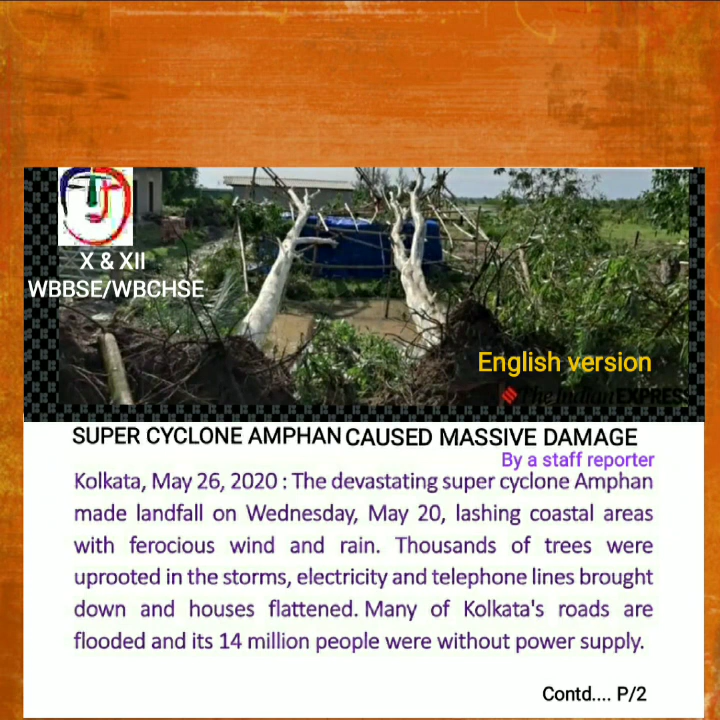 X & XII
WBBSE/WBCHSE
English version
The Indian EXPRESS
SUPER CYCLONE AMPHAN CAUSED MASSIVE DAMAGE
By a staff reporter
Kolkata, May 26, 2020 : The devastating super cyclone Amphan
made landfall on Wednesday, May 20, lashing coastal areas
with ferocious wind and rain. Thousands of trees were
uprooted in the storms, electricity and telephone lines brought
down and houses flattened. Many of Kolkata's roads are
flooded and its 14 million people were without power supply.
Contd.... P/2